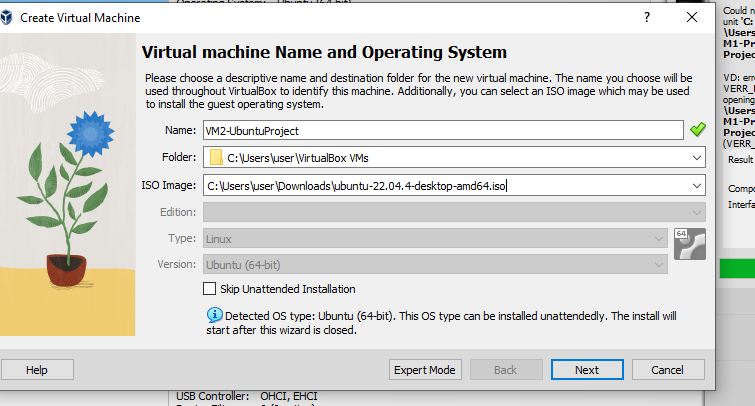 Operating System: Ubuntu (64-bit)
Create Virtual Machine
?
Virtual machine Name and Operating System
Please choose a descriptive name and destination folder for the new virtual machine. The name you choose will be
used throughout VirtualBox to identify this machine. Additionally, you can select an ISO image which may be used
to install the guest operating system.
Name: VM2-UbuntuProject
Folder: C:\Users\user\VirtualBox VMs
ISO Image: C:\Users\user\Downloads\ubuntu-22.04.4-desktop-amd64.iso
Edition:
Type: Linux
64
Version: Ubuntu (64-bit)
Skip Unattended Installation
Detected OS type: Ubuntu (64-bit). This OS type can be installed unattendedly. The install will
start after this wizard is closed.
Help
Expert Mode
Back
Next
Cancel
USB Controller: OHCI, EHCI
Could n
unit 'C:
\Users
M1-Pr
Projec
VD: err
VERR_
opening
\Users
M1-Pr
Projec
(VERR_
Result
Compo
Interfa